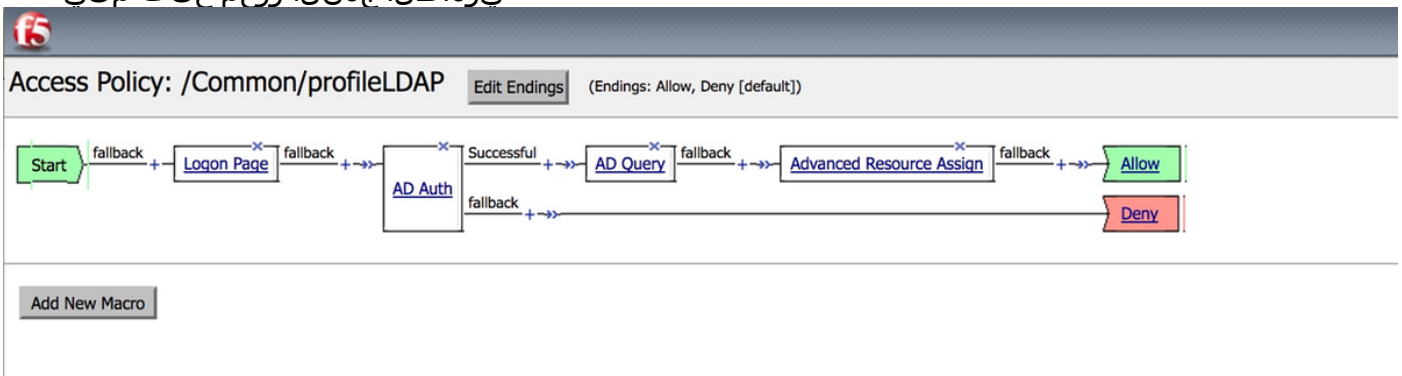 f5
Access Policy: /Common/profileLDAP Edit Endings (Endings: Allow, Deny [default])
Start fallback + Logon Page fallback + AD Auth Successful + AD Query fallback + Advanced Resource Assign fallback + Allow
fallback + Deny
Add New Macro